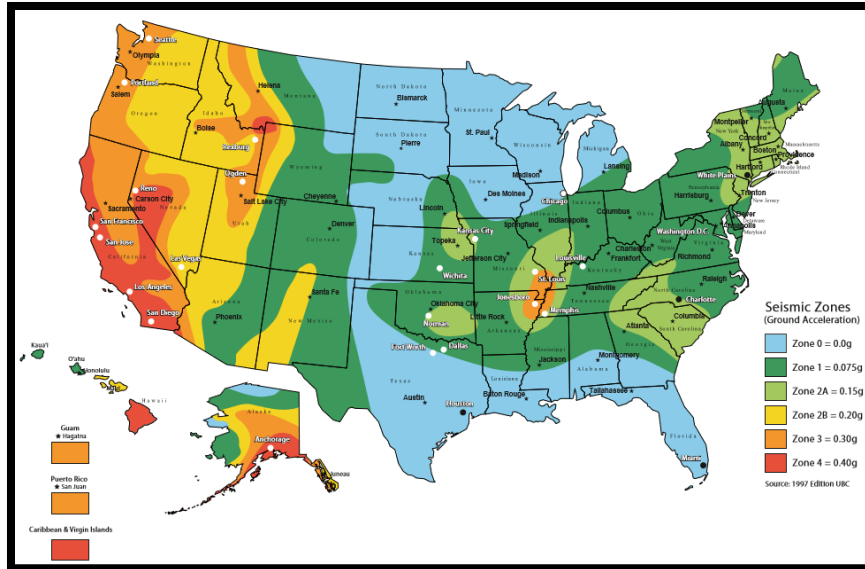 Seattle
Olympia
Washington
Portland
Salem
Oregon
Helena
Montana
Idaho
Boise
Rexburg
Ogden
Salt Lake City
Utah
Wyoming
Cheyenne
Reno
Carson City
Nevada
Sacramento
San Francisco
San Jose
California
Las Vegas
Los Angeles
San Diego
Arizona
Phoenix
Denver
Colorado
Santa Fe
New Mexico
North Dakota
Bismarck
South Dakota
Pierre
Nebraska
Lincoln
Kansas
Topeka
Kansas City
Wichita
Oklahoma
Oklahoma City
Norman
Fort Worth
Dallas
Texas
Austin
Houston
Minnesota
St. Paul
Wisconsin
Madison
Michigan
Lansing
Iowa
Des Moines
Chicago
Illinois
Springfield
Indiana
Indianapolis
Ohio
Columbus
Missouri
Jefferson City
St. Louis
Jonesboro
Memphis
Louisville
Kentucky
Frankfort
Nashville
Tennessee
Little Rock
Arkansas
Mississippi
Jackson
Louisiana
Baton Rouge
Alabama
Montgomery
Georgia
Atlanta
Tallahassee
Florida
Miami
South Carolina
Columbia
North Carolina
Charlotte
Raleigh
Virginia
Richmond
West
Virginia
Charleston
Washington D.C.
Annapolis
Maryland
Dover
Delaware
Pennsylvania
Harrisburg
Trenton
New Jersey
White Plains
New York
Albany
Hartford
Connecticut
Providence
Rhode Island
Boston
Massachusetts
Concord
Montpelier
Vermont
Augusta
Maine
Kaua'i
O'ahu
Honolulu
Hawaii
Alaska
Anchorage
Juneau
Guam
Hagatna
Puerto Rico
San Juan
Caribbean & Virgin Islands
Seismic Zones
(Ground Acceleration)
Zone 0 = 0.0g
Zone 1 = 0.075g
Zone 2A = 0.15g
Zone 2B = 0.20g
Zone 3 = 0.30g
Zone 4 = 0.40g
Source: 1997 Edition UBC